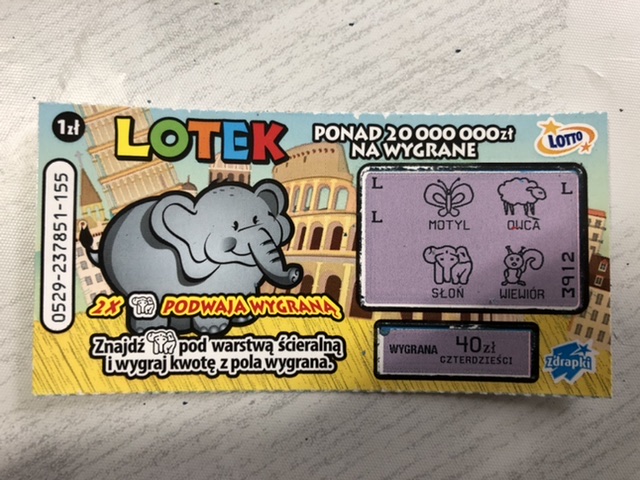 1zł
LOTEK
PONAD 20 000 000zł
NA WYGRANE
LOTTO
0529-237851-155
L
L
L
MOTYL
OWCA
SŁOŃ
WIEWIÓR
3912
2X PODWAJA WYGRANĄ
Znajdź pod warstwą ścieralną
i wygraj kwotę z pola wygrana.
WYGRANA 40zł
CZTERDZIEŚCI
Zdrapki